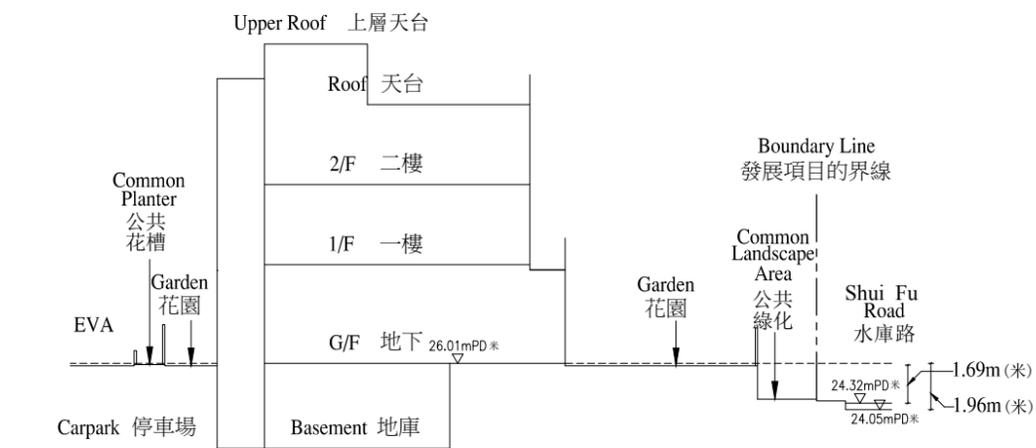 Upper Roof 上層天台
Roof 天台
Boundary Line
發展項目的界線
2/F 二樓
Common
Planter
公共
花槽
1/F 一樓
Common
Landscape
Area
公共
綠化
Garden
花園
Garden
花園
Shui Fu
Road
水庫路
EVA
G/F 地下
26.01mPD米
1.69m(米)
24.32mPD米
1.96m(米)
24.05mPD米
Carpark 停車場
Basement 地庫